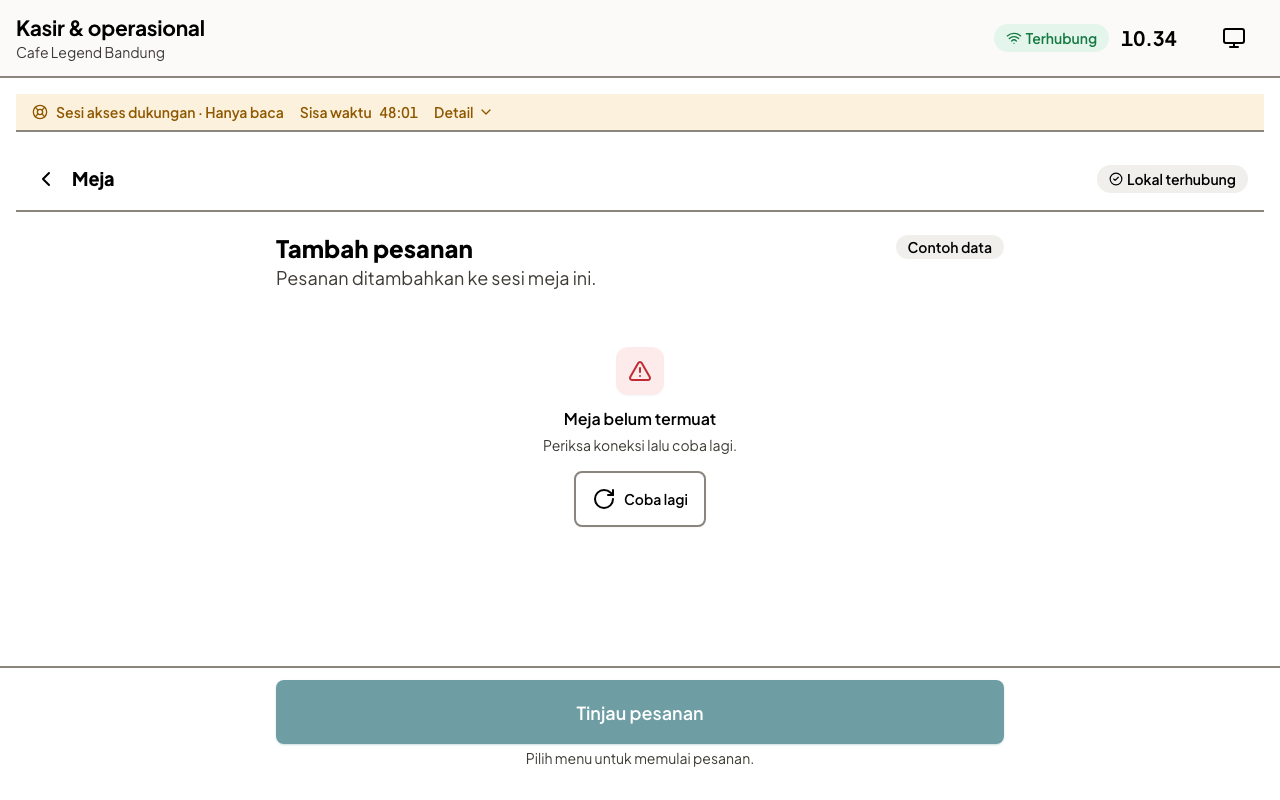 Kasir & operasional
Cafe Legend Bandung
Terhubung
10.34
Sesi akses dukungan · Hanya baca
Sisa waktu 48:01
Detail
Meja
Lokal terhubung
Tambah pesanan
Contoh data
Pesanan ditambahkan ke sesi meja ini.
Meja belum termuat
Periksa koneksi lalu coba lagi.
Coba lagi
Tinjau pesanan
Pilih menu untuk memulai pesanan.